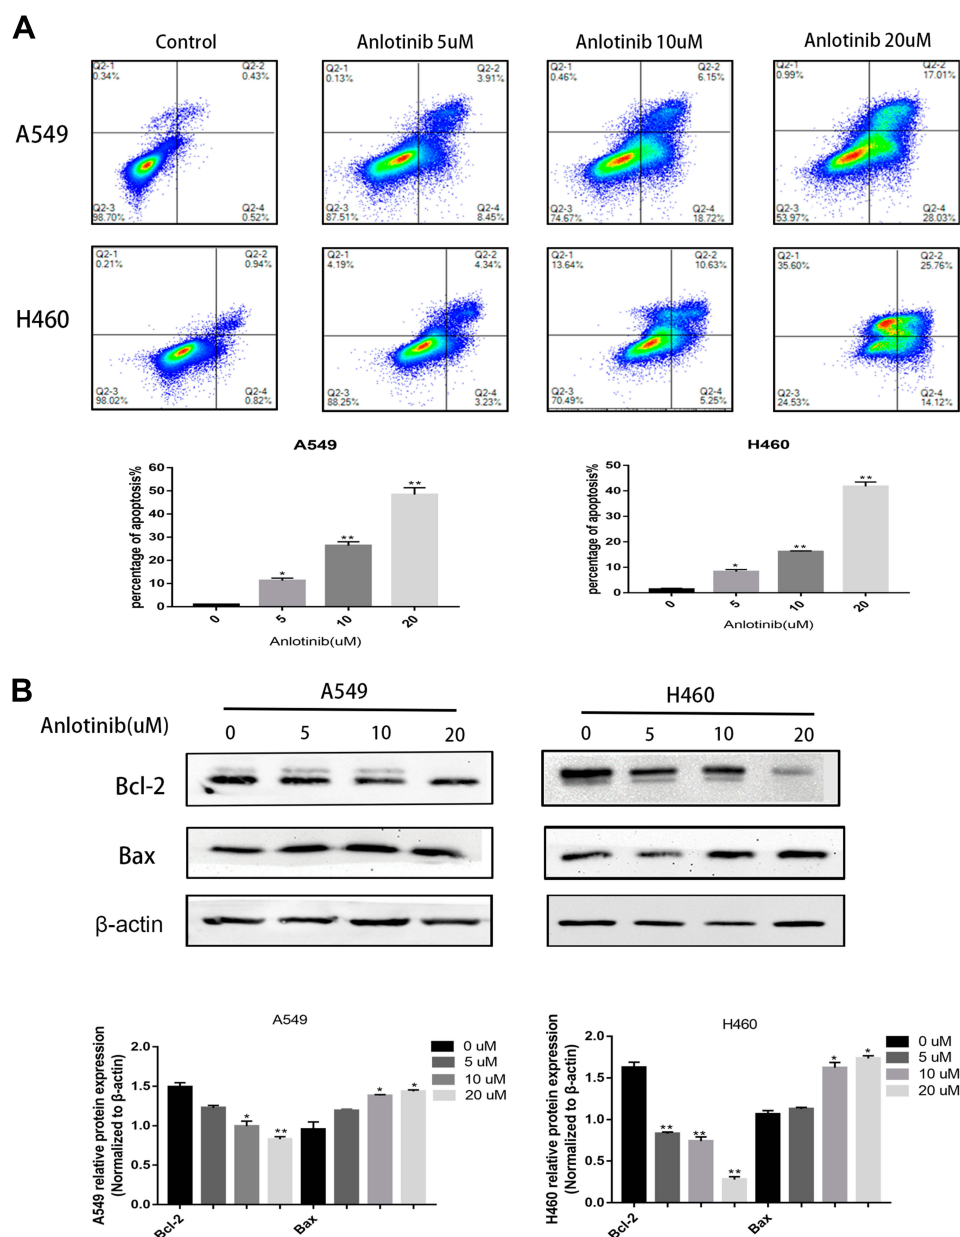 A
Control
Anlotinib 5uM
Anlotinib 10uM
Anlotinib 20uM
A549
Q2-1
0.34%
Q2-2
0.43%
Q2-3
98.70%
Q2-4
0.52%
Q2-1
0.13%
Q2-2
3.91%
Q2-3
87.51%
Q2-4
8.45%
Q2-1
0.46%
Q2-2
6.15%
Q2-3
74.67%
Q2-4
18.72%
Q2-1
0.99%
Q2-2
17.01%
Q2-3
53.97%
Q2-4
28.03%
H460
Q2-1
0.21%
Q2-2
0.94%
Q2-3
98.02%
Q2-4
0.82%
Q2-1
4.19%
Q2-2
4.34%
Q2-3
88.25%
Q2-4
3.23%
Q2-1
13.64%
Q2-2
10.63%
Q2-3
70.49%
Q2-4
5.25%
Q2-1
35.60%
Q2-2
25.76%
Q2-3
24.53%
Q2-4
14.12%
A549
percentage of apoptosis%
60
50
40
30
20
10
0
*
**
**
0
5
10
20
Anlotinib(uM)
H460
percentage of apoptosis%
50
40
30
20
10
0
*
**
**
0
5
10
20
Anlotinib(uM)
B
A549
H460
Anlotinib(uM)
0 5 10 20
0 5 10 20
Bcl-2
Bax
β-actin
A549
A549 relative protein expression
(Normalized to β-actin)
2.0
1.5
1.0
0.5
0.0
*
**
*
*
Bcl-2
Bax
0 uM
5 uM
10 uM
20 uM
H460
H460 relative protein expression
(Normalized to β-actin)
2.0
1.5
1.0
0.5
0.0
**
**
**
*
*
Bcl-2
Bax
0 uM
5 uM
10 uM
20 uM